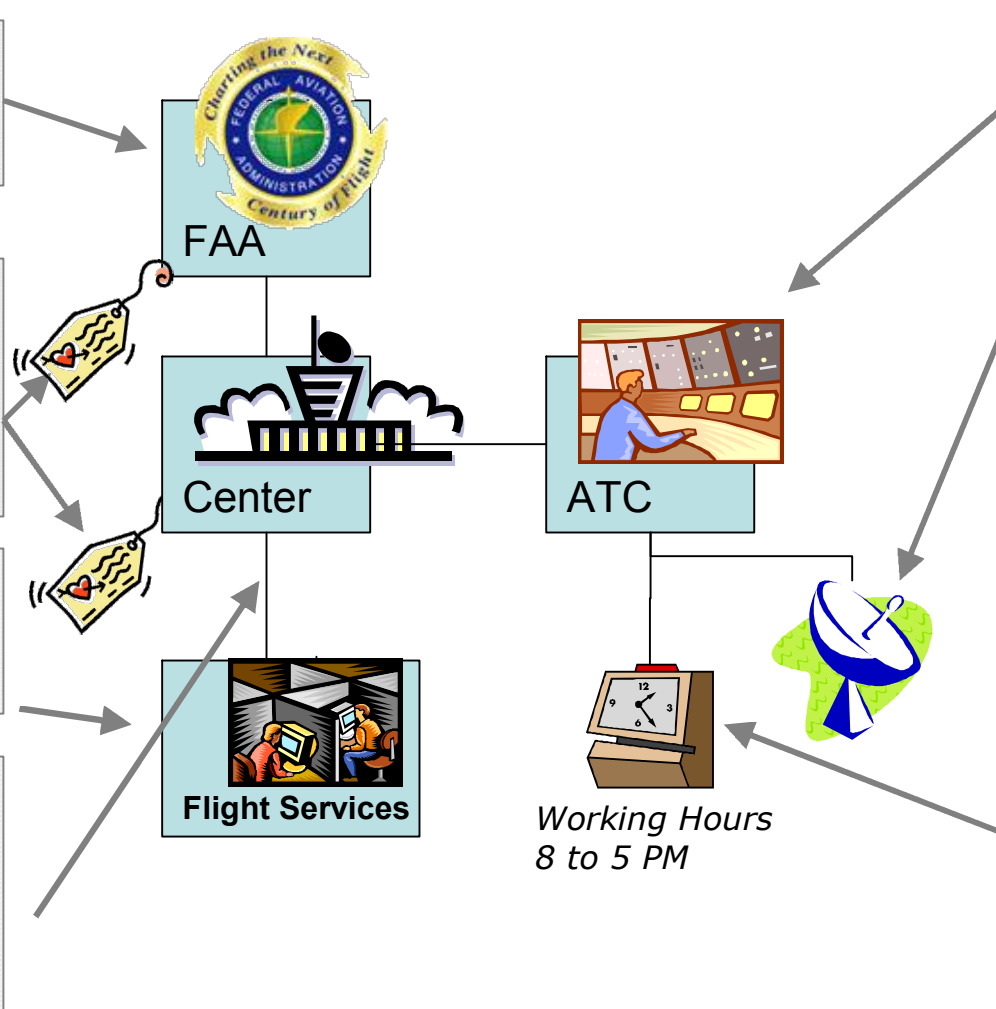 Charting the Next
FEDERAL AVIATION
ADMINISTRATION
Century of Flight
FAA
Center
ATC
12
9 3
6
Flight Services
Working Hours
8 to 5 PM